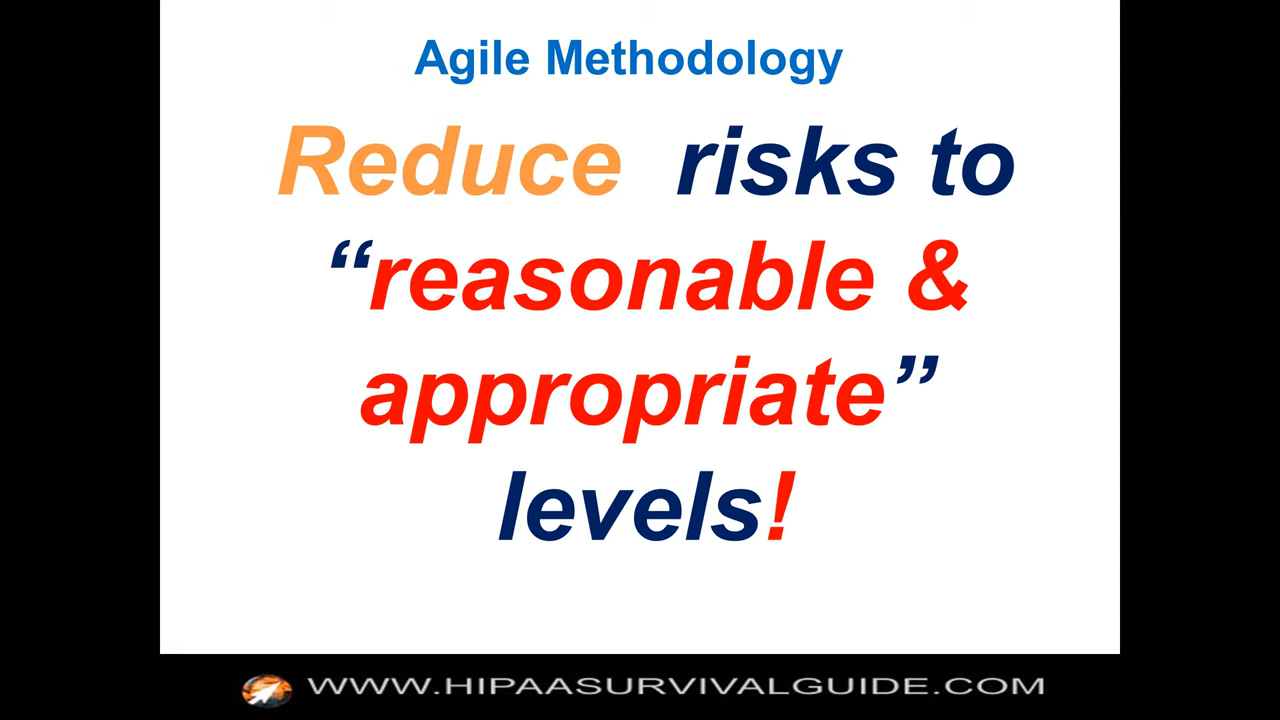 Agile Methodology
Reduce risks to
“reasonable &
appropriate”
levels!
WWW.HIPAASURVIVALGUIDE.COM